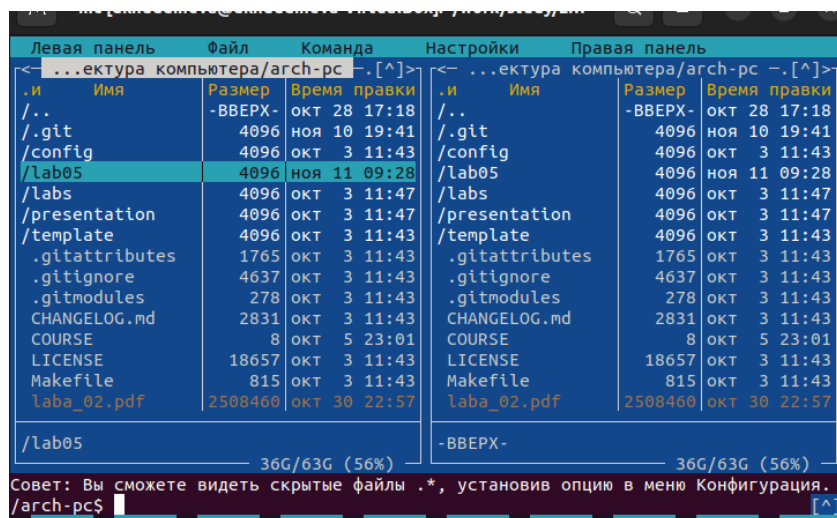 Левая панель Файл Команда Настройки Правая панель
...ектура компьютера/arch-pc .[^]> <─ ...ектура компьютера/arch-pc ─.[^]>
.и Имя Размер Время правки .и Имя Размер Время правки
/.. -ВВЕРХ- окт 28 17:18 /.. -ВВЕРХ- окт 28 17:18
/.git 4096 ноя 10 19:41 /.git 4096 ноя 10 19:41
/config 4096 окт 3 11:43 /config 4096 окт 3 11:43
/lab05 4096 ноя 11 09:28 /lab05 4096 ноя 11 09:28
/labs 4096 окт 3 11:47 /labs 4096 окт 3 11:47
/presentation 4096 окт 3 11:47 /presentation 4096 окт 3 11:47
/template 4096 окт 3 11:43 /template 4096 окт 3 11:43
.gitattributes 1765 окт 3 11:43 .gitattributes 1765 окт 3 11:43
.gitignore 4637 окт 3 11:43 .gitignore 4637 окт 3 11:43
.gitmodules 278 окт 3 11:43 .gitmodules 278 окт 3 11:43
CHANGELOG.md 2831 окт 3 11:43 CHANGELOG.md 2831 окт 3 11:43
COURSE 8 окт 5 23:01 COURSE 8 окт 5 23:01
LICENSE 18657 окт 3 11:43 LICENSE 18657 окт 3 11:43
Makefile 815 окт 3 11:43 Makefile 815 окт 3 11:43
laba_02.pdf 2508460 окт 30 22:57 laba_02.pdf 2508460 окт 30 22:57
/lab05 -ВВЕРХ-
36G/63G (56%) 36G/63G (56%)
Совет: Вы сможете видеть скрытые файлы .*, установив опцию в меню Конфигурация.
/arch-pc$ [^]